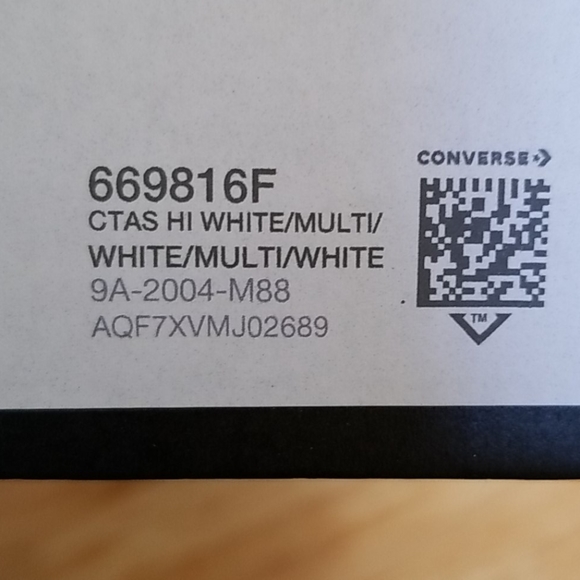 CONVERSE
669816F
CTAS HI WHITE/MULTI/
WHITE/MULTI/WHITE
9A-2004-M88
AQF7XVMJ02689
TM